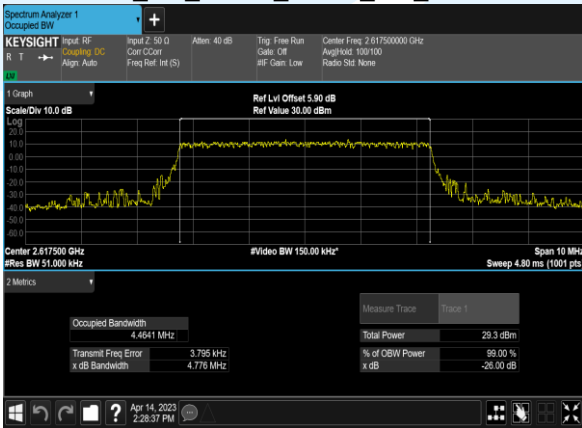 Spectrum Analyzer 1
Occupied BW
+
KEYSIGHT
R T
LXI
Input: RF
Coupling: DC
Align: Auto
Input Z: 50 Ω
Corr CCorr
Freq Ref: Int (S)
Atten: 40 dB
Trig: Free Run
Gate: Off
#IF Gain: Low
Center Freq: 2.617500000 GHz
Avg|Hold: 100/100
Radio Std: None
1 Graph
Scale/Div 10.0 dB
Ref Lvl Offset 5.90 dB
Ref Value 30.00 dBm
Log
20.0
10.0
0.00
-10.0
-20.0
-30.0
-40.0
-50.0
-60.0
Center 2.617500 GHz
#Res BW 51.000 kHz
#Video BW 150.00 kHz*
Span 10 MHz
Sweep 4.80 ms (1001 pts
2 Metrics
Measure Trace Trace 1
Occupied Bandwidth
4.4641 MHz
Total Power 29.3 dBm
Transmit Freq Error 3.795 kHz
% of OBW Power 99.00 %
x dB Bandwidth 4.776 MHz
x dB -26.00 dB
?
Apr 14, 2023
2:28:37 PM